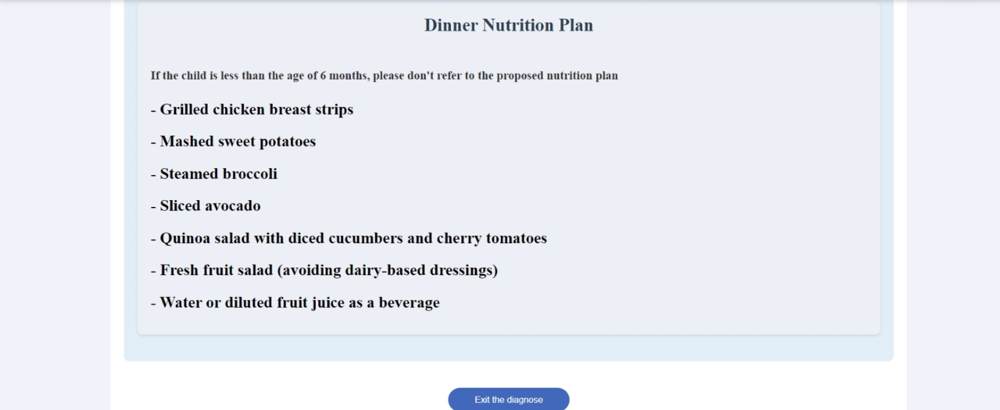 Dinner Nutrition Plan
If the child is less than the age of 6 months, please don't refer to the proposed nutrition plan
- Grilled chicken breast strips
- Mashed sweet potatoes
- Steamed broccoli
- Sliced avocado
- Quinoa salad with diced cucumbers and cherry tomatoes
- Fresh fruit salad (avoiding dairy-based dressings)
- Water or diluted fruit juice as a beverage
Exit the diagnose